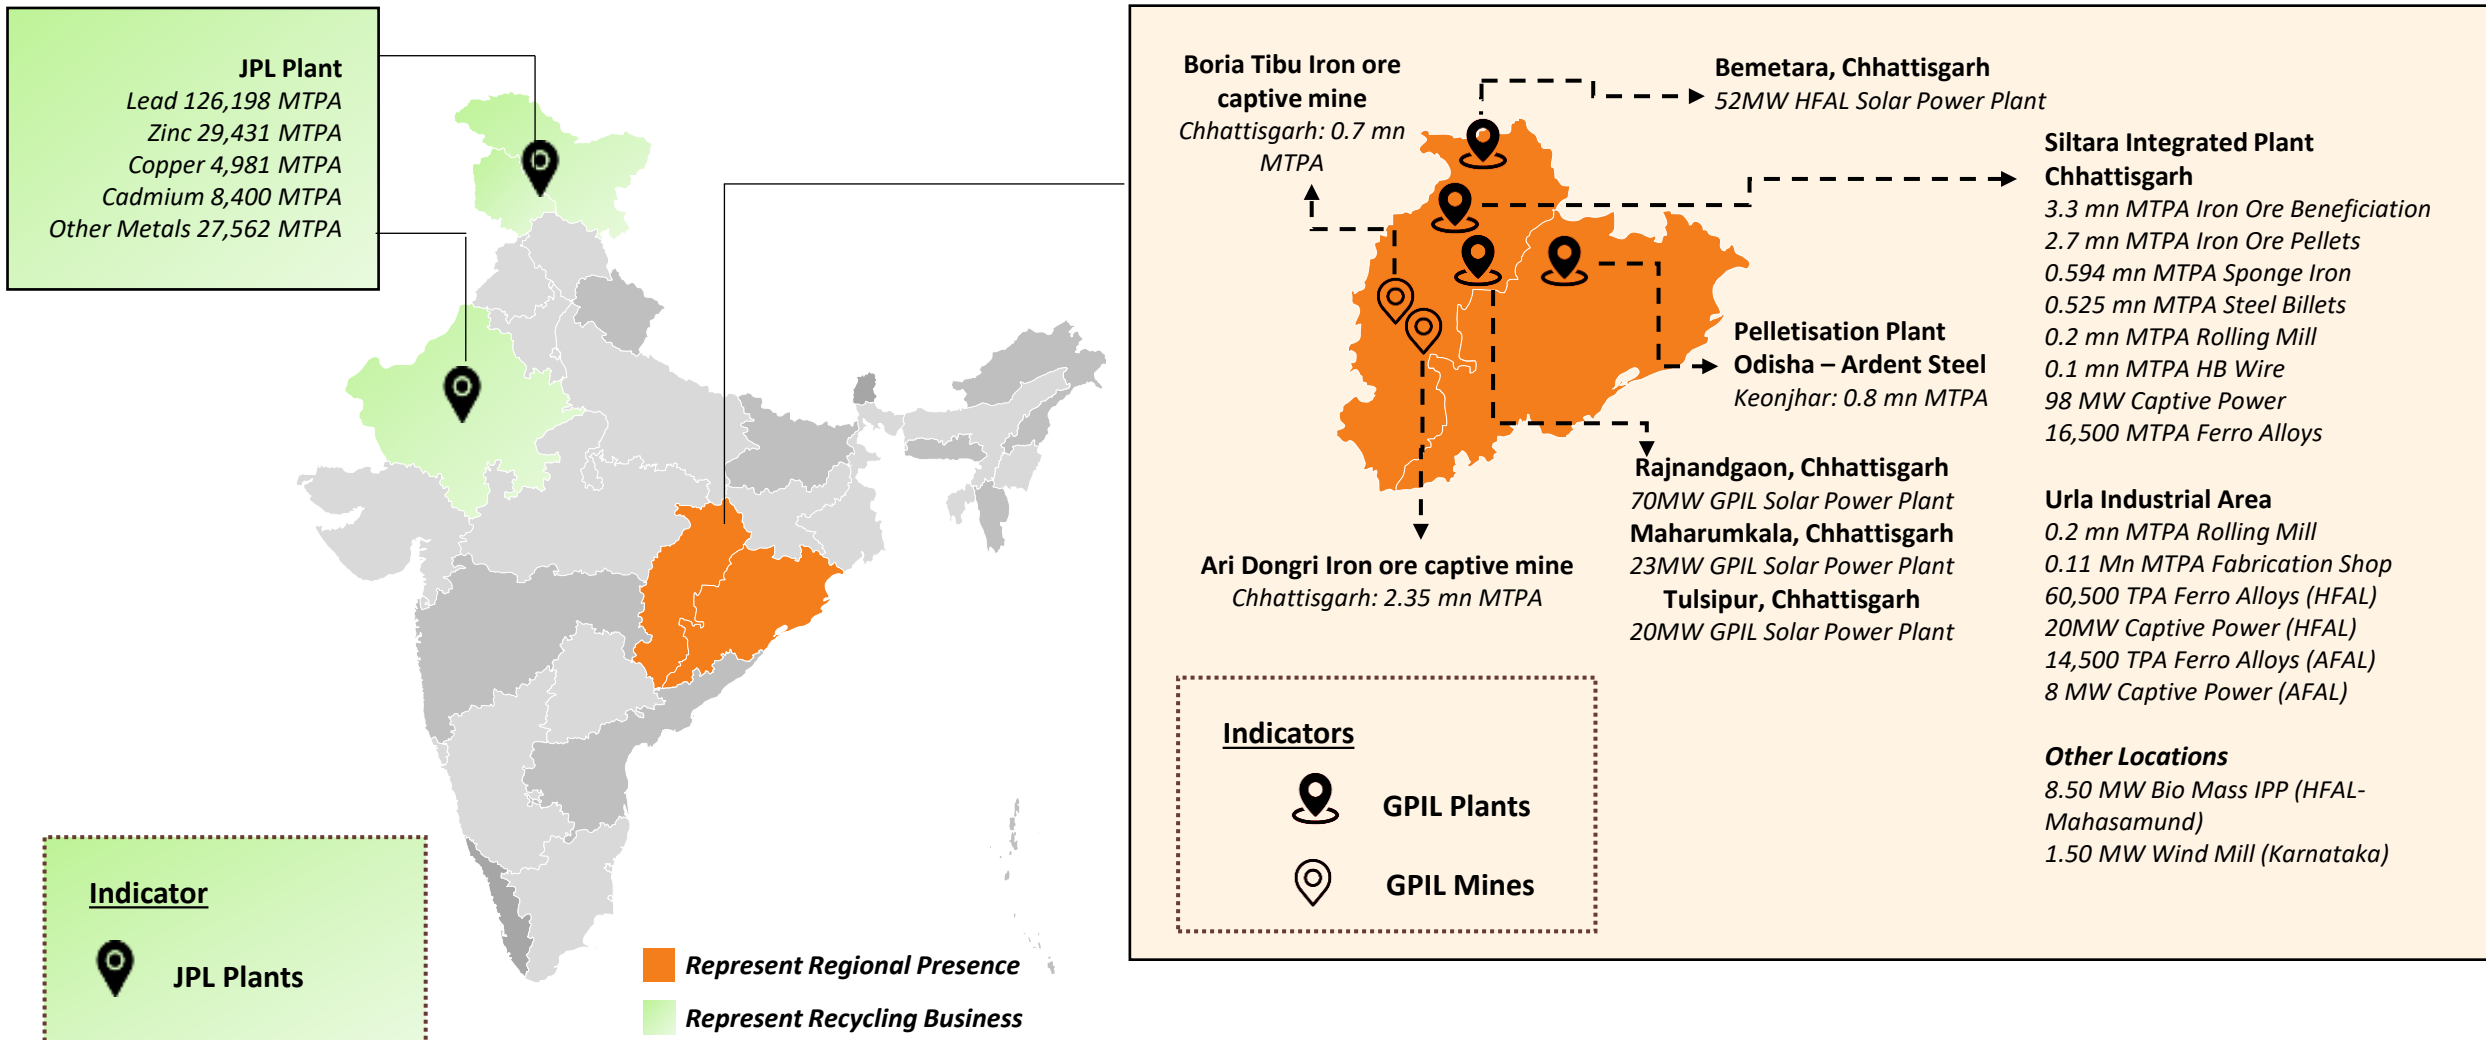 JPL Plant
Lead 126,198 MTPA
Zinc 29,431 MTPA
Copper 4,981 MTPA
Cadmium 8,400 MTPA
Other Metals 27,562 MTPA
Indicator
JPL Plants
Represent Regional Presence
Represent Recycling Business
Boria Tibu Iron ore
captive mine
Chhattisgarh: 0.7 mn
MTPA
Bemetara, Chhattisgarh
52MW HFAL Solar Power Plant
Siltara Integrated Plant
Chhattisgarh
3.3 mn MTPA Iron Ore Beneficiation
2.7 mn MTPA Iron Ore Pellets
0.594 mn MTPA Sponge Iron
0.525 mn MTPA Steel Billets
0.2 mn MTPA Rolling Mill
0.1 mn MTPA HB Wire
98 MW Captive Power
16,500 MTPA Ferro Alloys
Pelletisation Plant
Odisha – Ardent Steel
Keonjhar: 0.8 mn MTPA
Rajnandgaon, Chhattisgarh
70MW GPIL Solar Power Plant
Maharumkala, Chhattisgarh
23MW GPIL Solar Power Plant
Tulsipur, Chhattisgarh
20MW GPIL Solar Power Plant
Ari Dongri Iron ore captive mine
Chhattisgarh: 2.35 mn MTPA
Urla Industrial Area
0.2 mn MTPA Rolling Mill
0.11 Mn MTPA Fabrication Shop
60,500 TPA Ferro Alloys (HFAL)
20MW Captive Power (HFAL)
14,500 TPA Ferro Alloys (AFAL)
8 MW Captive Power (AFAL)
Other Locations
8.50 MW Bio Mass IPP (HFAL-
Mahasamund)
1.50 MW Wind Mill (Karnataka)
Indicators
GPIL Plants
GPIL Mines